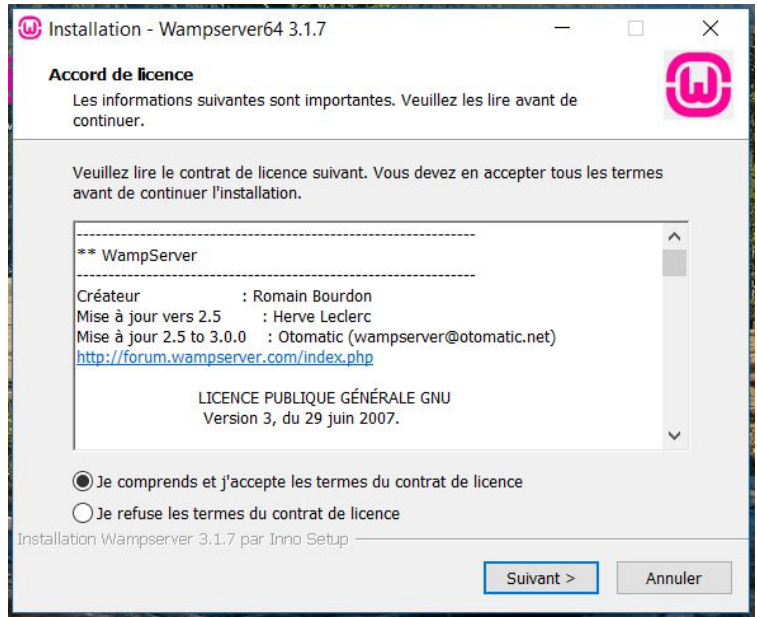 Installation - Wampserver64 3.1.7
Accord de licence
Les informations suivantes sont importantes. Veuillez les lire avant de
continuer.
Veuillez lire le contrat de licence suivant. Vous devez en accepter tous les termes
avant de continuer l'installation.
----------------------------------------------------------
** WampServer
----------------------------------------------------------
Créateur : Romain Bourdon
Mise à jour vers 2.5 : Herve Leclerc
Mise à jour 2.5 to 3.0.0 : Otomatic (wampserver@otomatic.net)
http://forum.wampserver.com/index.php
LICENCE PUBLIQUE GÉNÉRALE GNU
Version 3, du 29 juin 2007.
Je comprends et j'accepte les termes du contrat de licence
Je refuse les termes du contrat de licence
Installation Wampserver 3.1.7 par Inno Setup
Suivant > Annuler